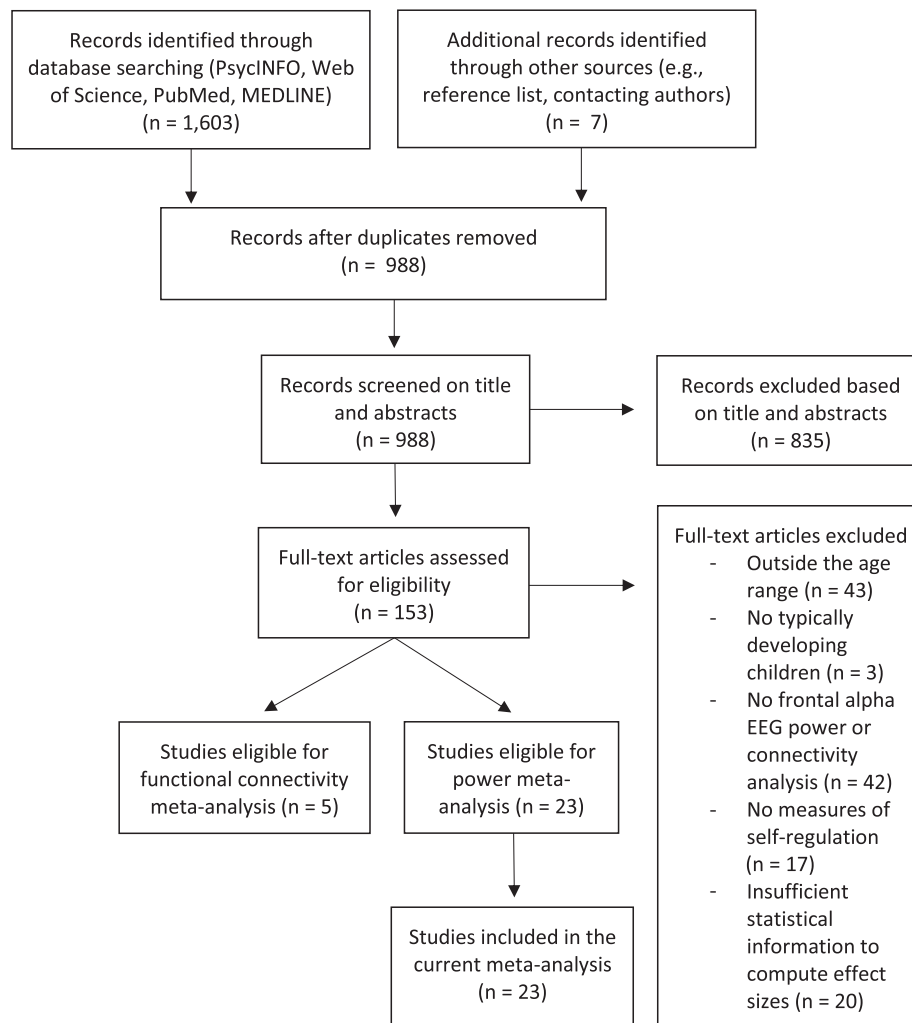 Records identified through
database searching (PsycINFO, Web
of Science, PubMed, MEDLINE)
(n = 1,603)
Additional records identified
through other sources (e.g.,
reference list, contacting authors)
(n = 7)
Records after duplicates removed
(n = 988)
Records screened on title
and abstracts
(n = 988)
Records excluded based
on title and abstracts
(n = 835)
Full-text articles assessed
for eligibility
(n = 153)
Full-text articles excluded
- Outside the age
range (n = 43)
- No typically
developing
children (n = 3)
- No frontal alpha
EEG power or
connectivity
analysis (n = 42)
- No measures of
self-regulation
(n = 17)
- Insufficient
statistical
information to
compute effect
sizes (n = 20)
Studies eligible for
functional connectivity
meta-analysis (n = 5)
Studies eligible for
power meta-
analysis (n = 23)
Studies included in the
current meta-analysis
(n = 23)